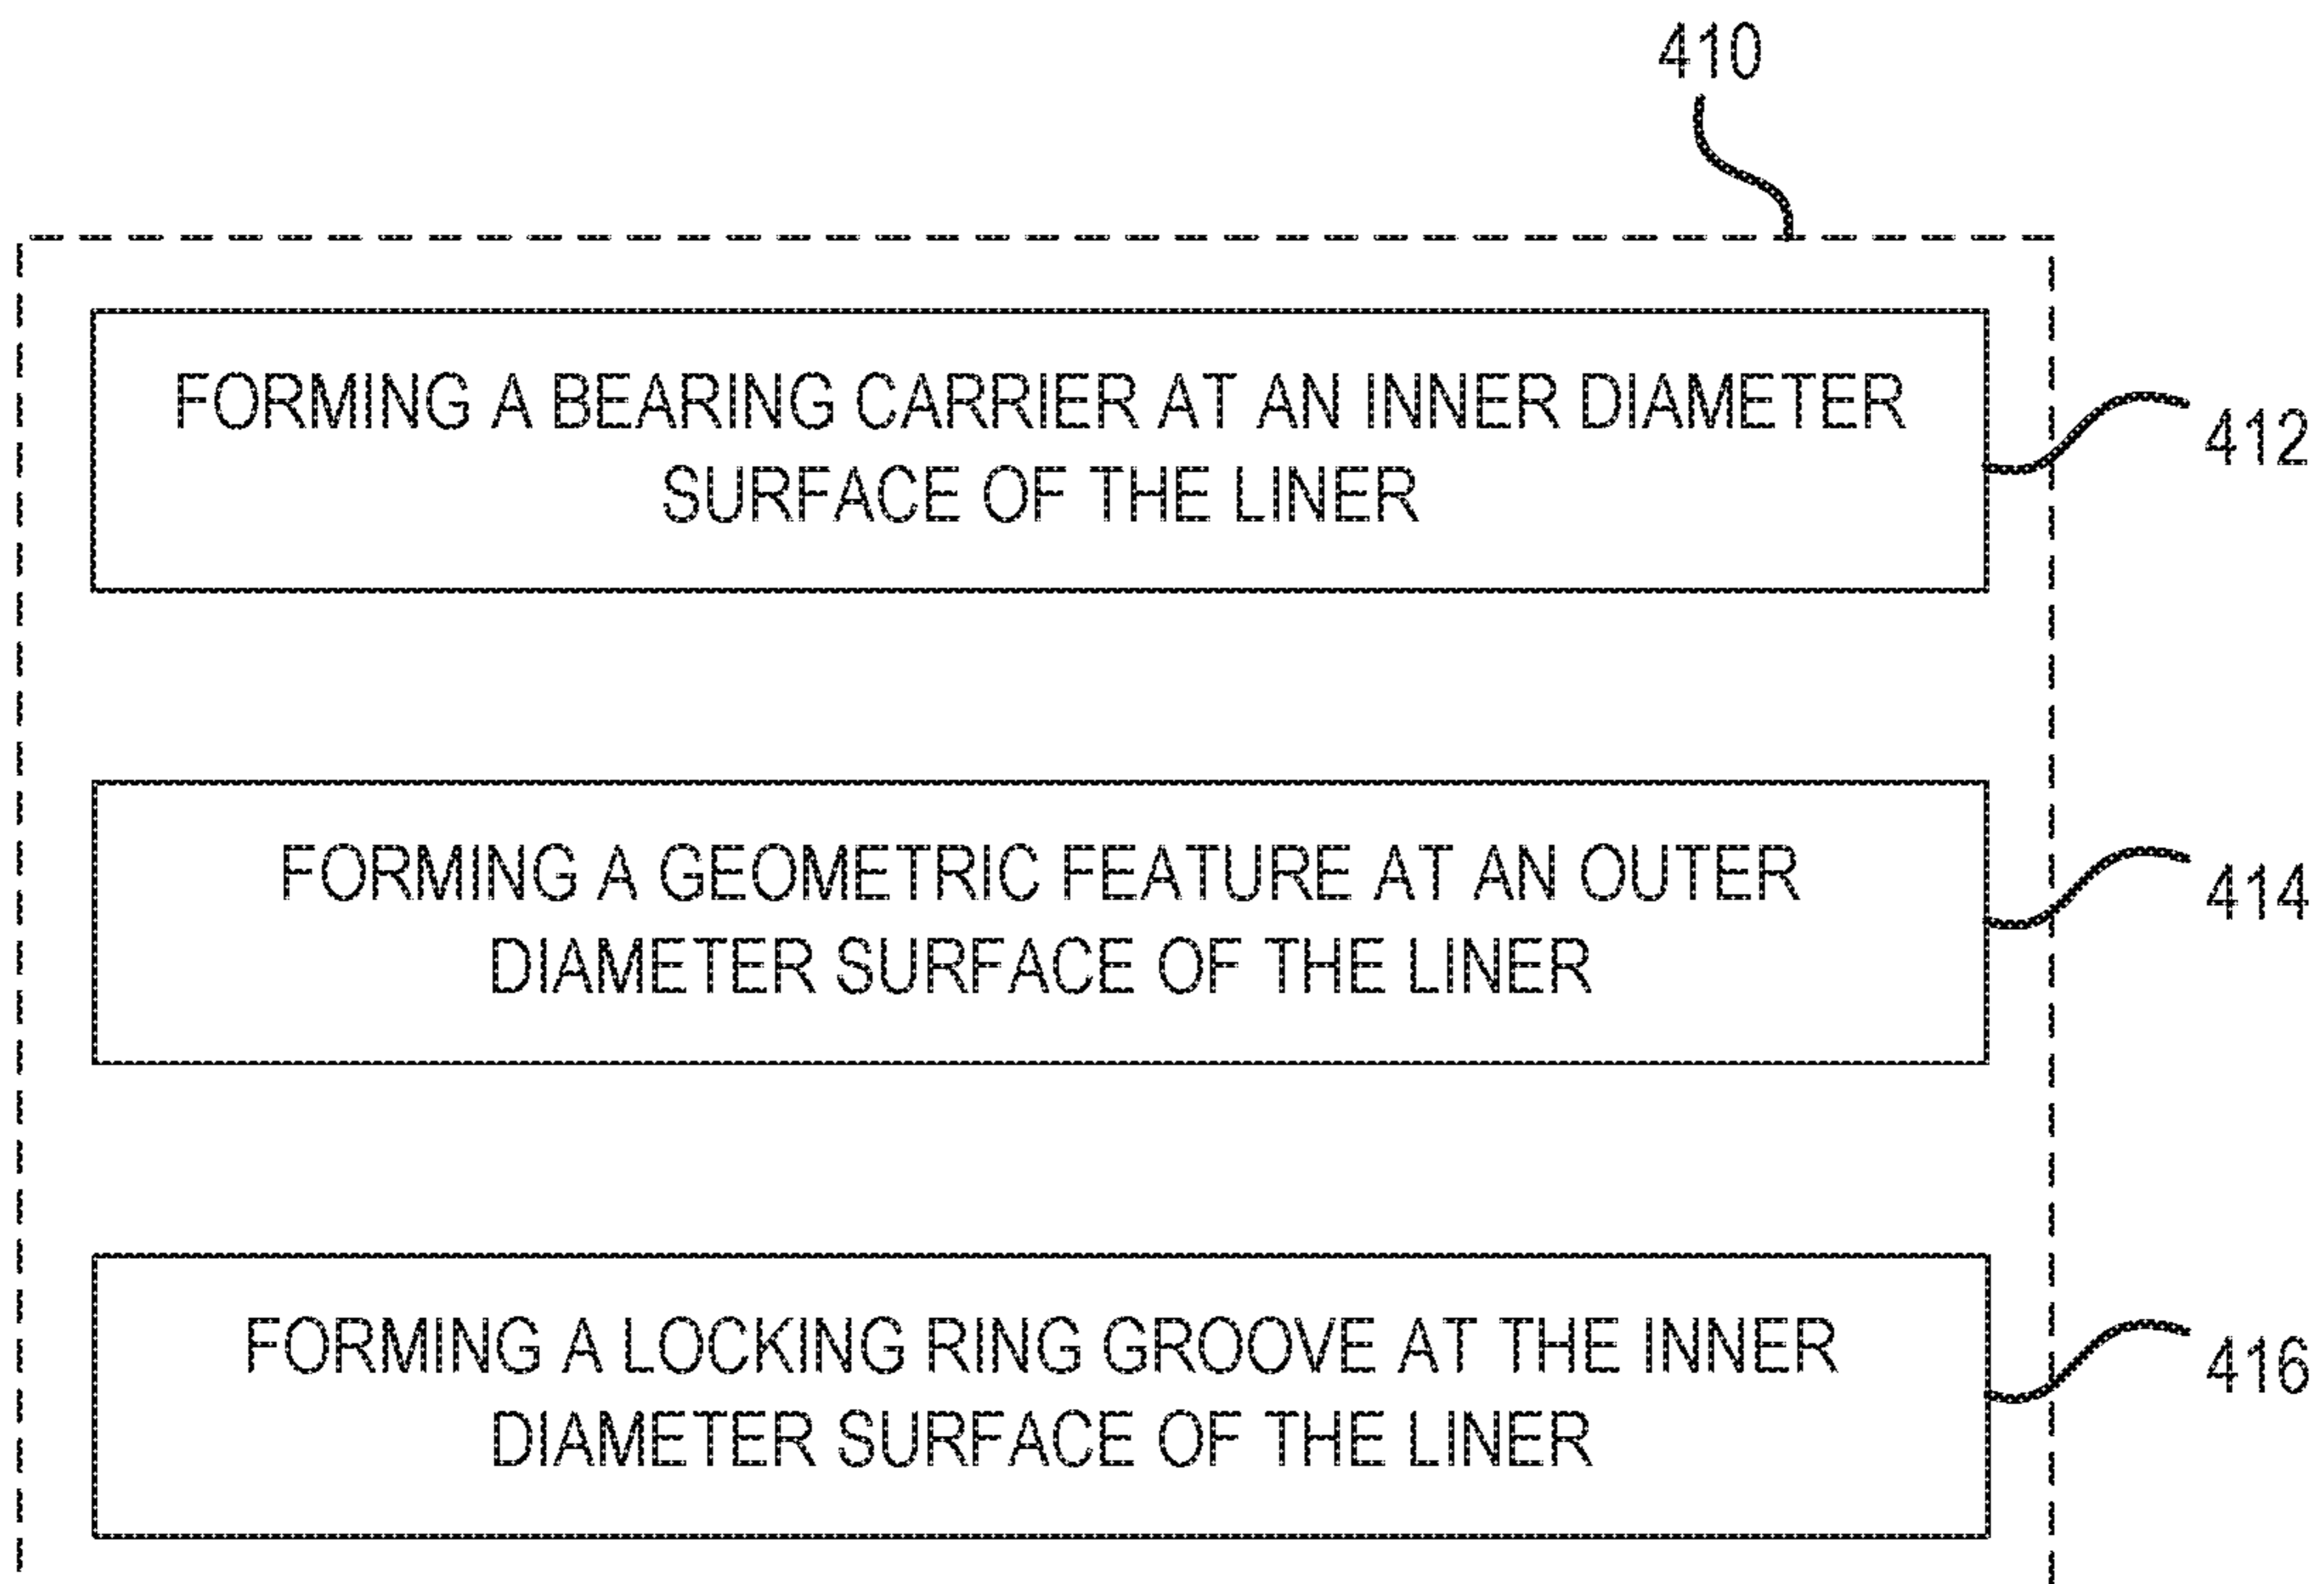 410
FORMING A BEARING CARRIER AT AN INNER DIAMETER
SURFACE OF THE LINER
412
FORMING A GEOMETRIC FEATURE AT AN OUTER
DIAMETER SURFACE OF THE LINER
414
FORMING A LOCKING RING GROOVE AT THE INNER
DIAMETER SURFACE OF THE LINER
416